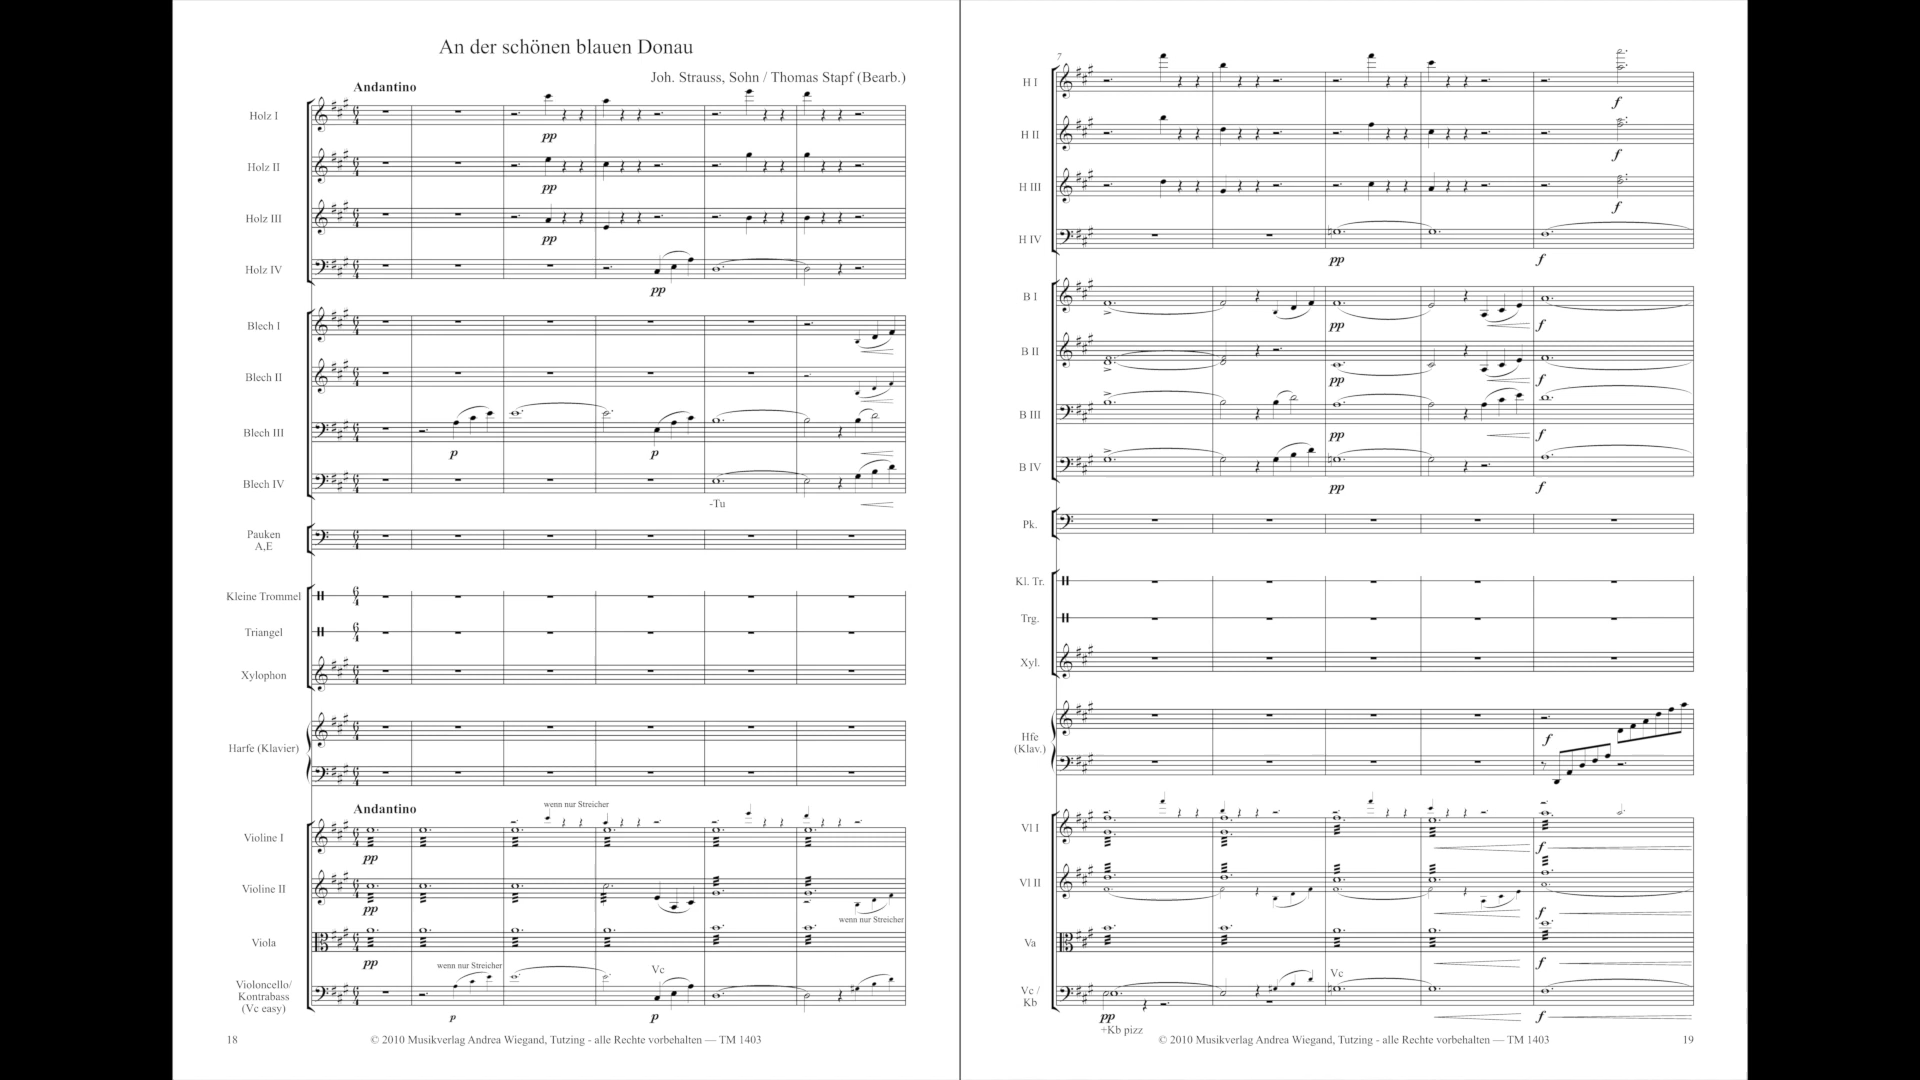 An der schönen blauen Donau
Joh. Strauss, Sohn / Thomas Stapf (Bearb.)
Andantino
Holz I
pp
Holz II
pp
Holz III
pp
Holz IV
pp
Blech I
Blech II
Blech III
p p
Blech IV
-Tu
Pauken
A,E
Kleine Trommel
Triangel
Xylophon
Harfe (Klavier)
Andantino
wenn nur Streicher
Violine I
pp
Violine II
pp
wenn nur Streicher
Viola
pp
wenn nur Streicher
Vc
Violoncello/
Kontrabass
(Vc easy)
p p
18
© 2010 Musikverlag Andrea Wiegand, Tutzing - alle Rechte vorbehalten — TM 1403
7
H I
f
H II
f
H III
f
H IV
pp f
B I
pp f
B II
pp f
B III
pp f
B IV
pp f
Pk.
Kl. Tr.
Trg.
Xyl.
Hfe
(Klav.)
f
Vl I
f
Vl II
f
Va
f
Vc
Vc /
Kb
pp f
+Kb pizz
© 2010 Musikverlag Andrea Wiegand, Tutzing - alle Rechte vorbehalten — TM 1403
19